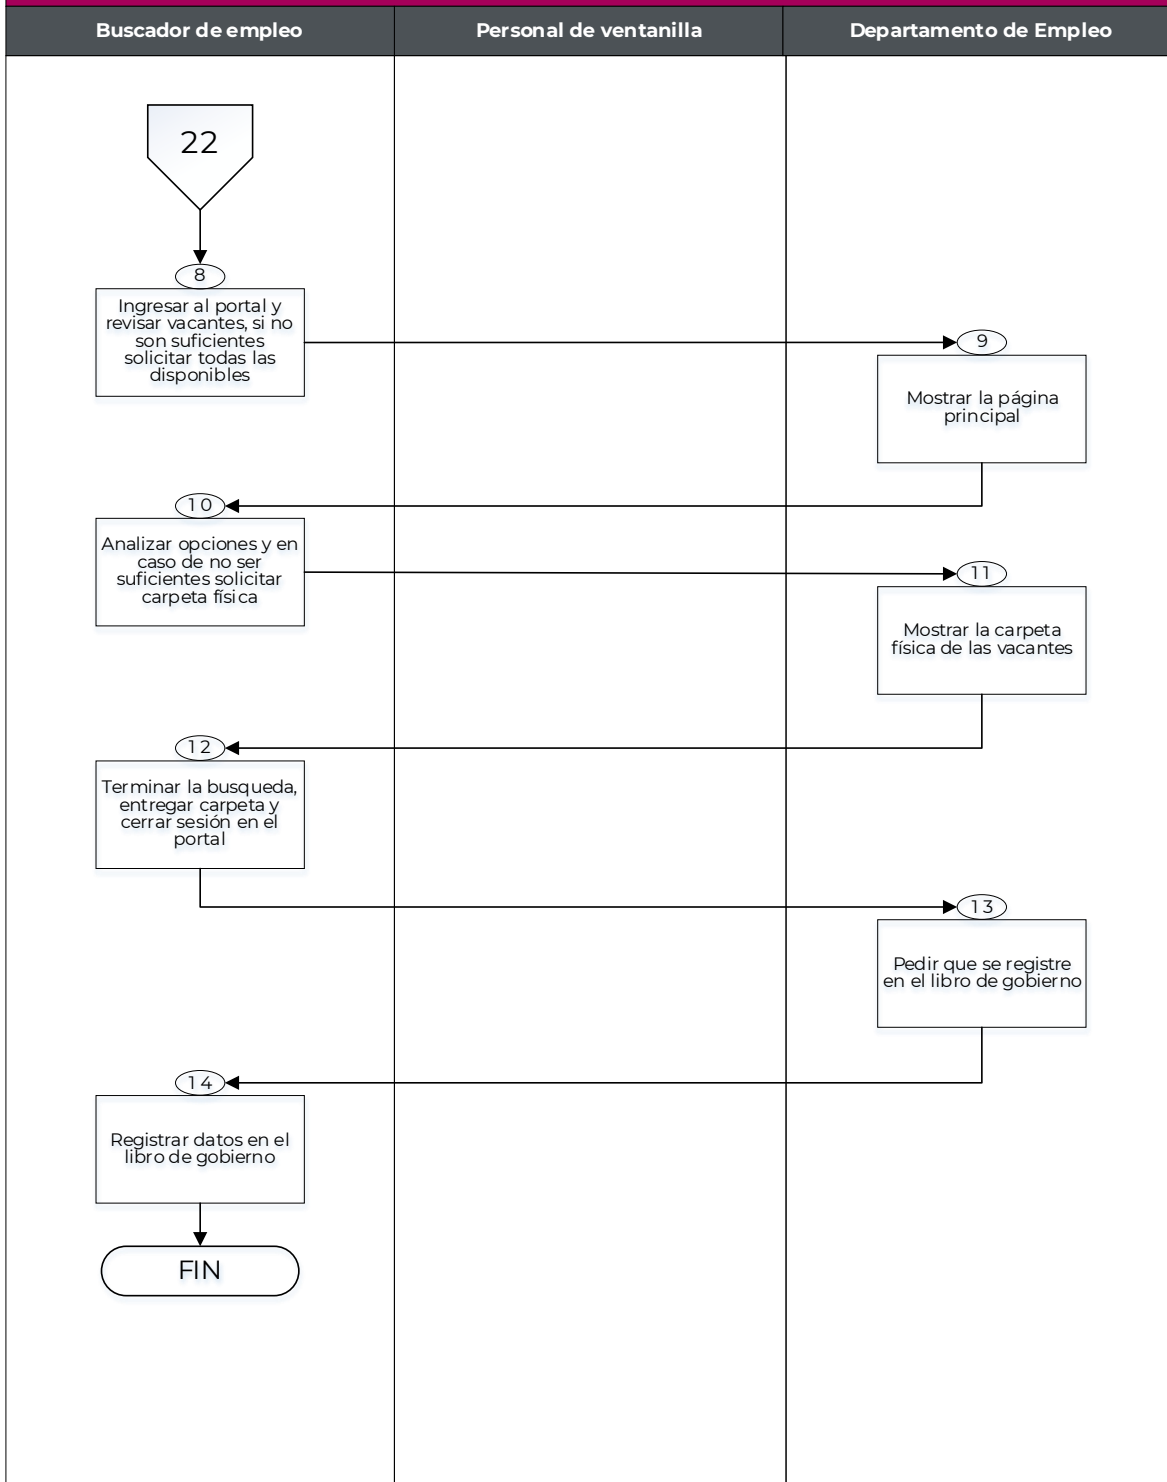 Buscador de empleo
Personal de ventanilla
Departamento de Empleo
22
8
Ingresar al portal y
revisar vacantes, si no
son suficientes
solicitar todas las
disponibles
9
Mostrar la página
principal
10
Analizar opciones y en
caso de no ser
suficientes solicitar
carpeta física
11
Mostrar la carpeta
física de las vacantes
12
Terminar la busqueda,
entregar carpeta y
cerrar sesión en el
portal
13
Pedir que se registre
en el libro de gobierno
14
Registrar datos en el
libro de gobierno
FIN